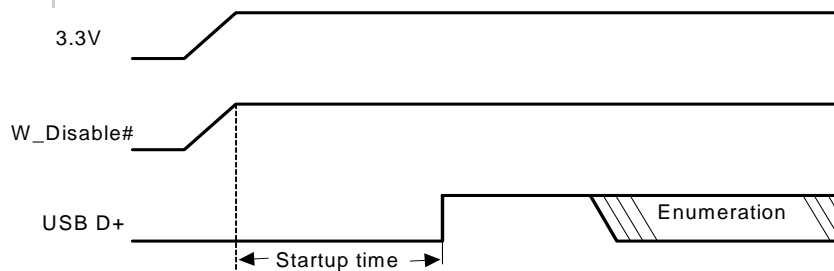 3.3V
W_Disable#
USB D+
Enumeration
Startup time